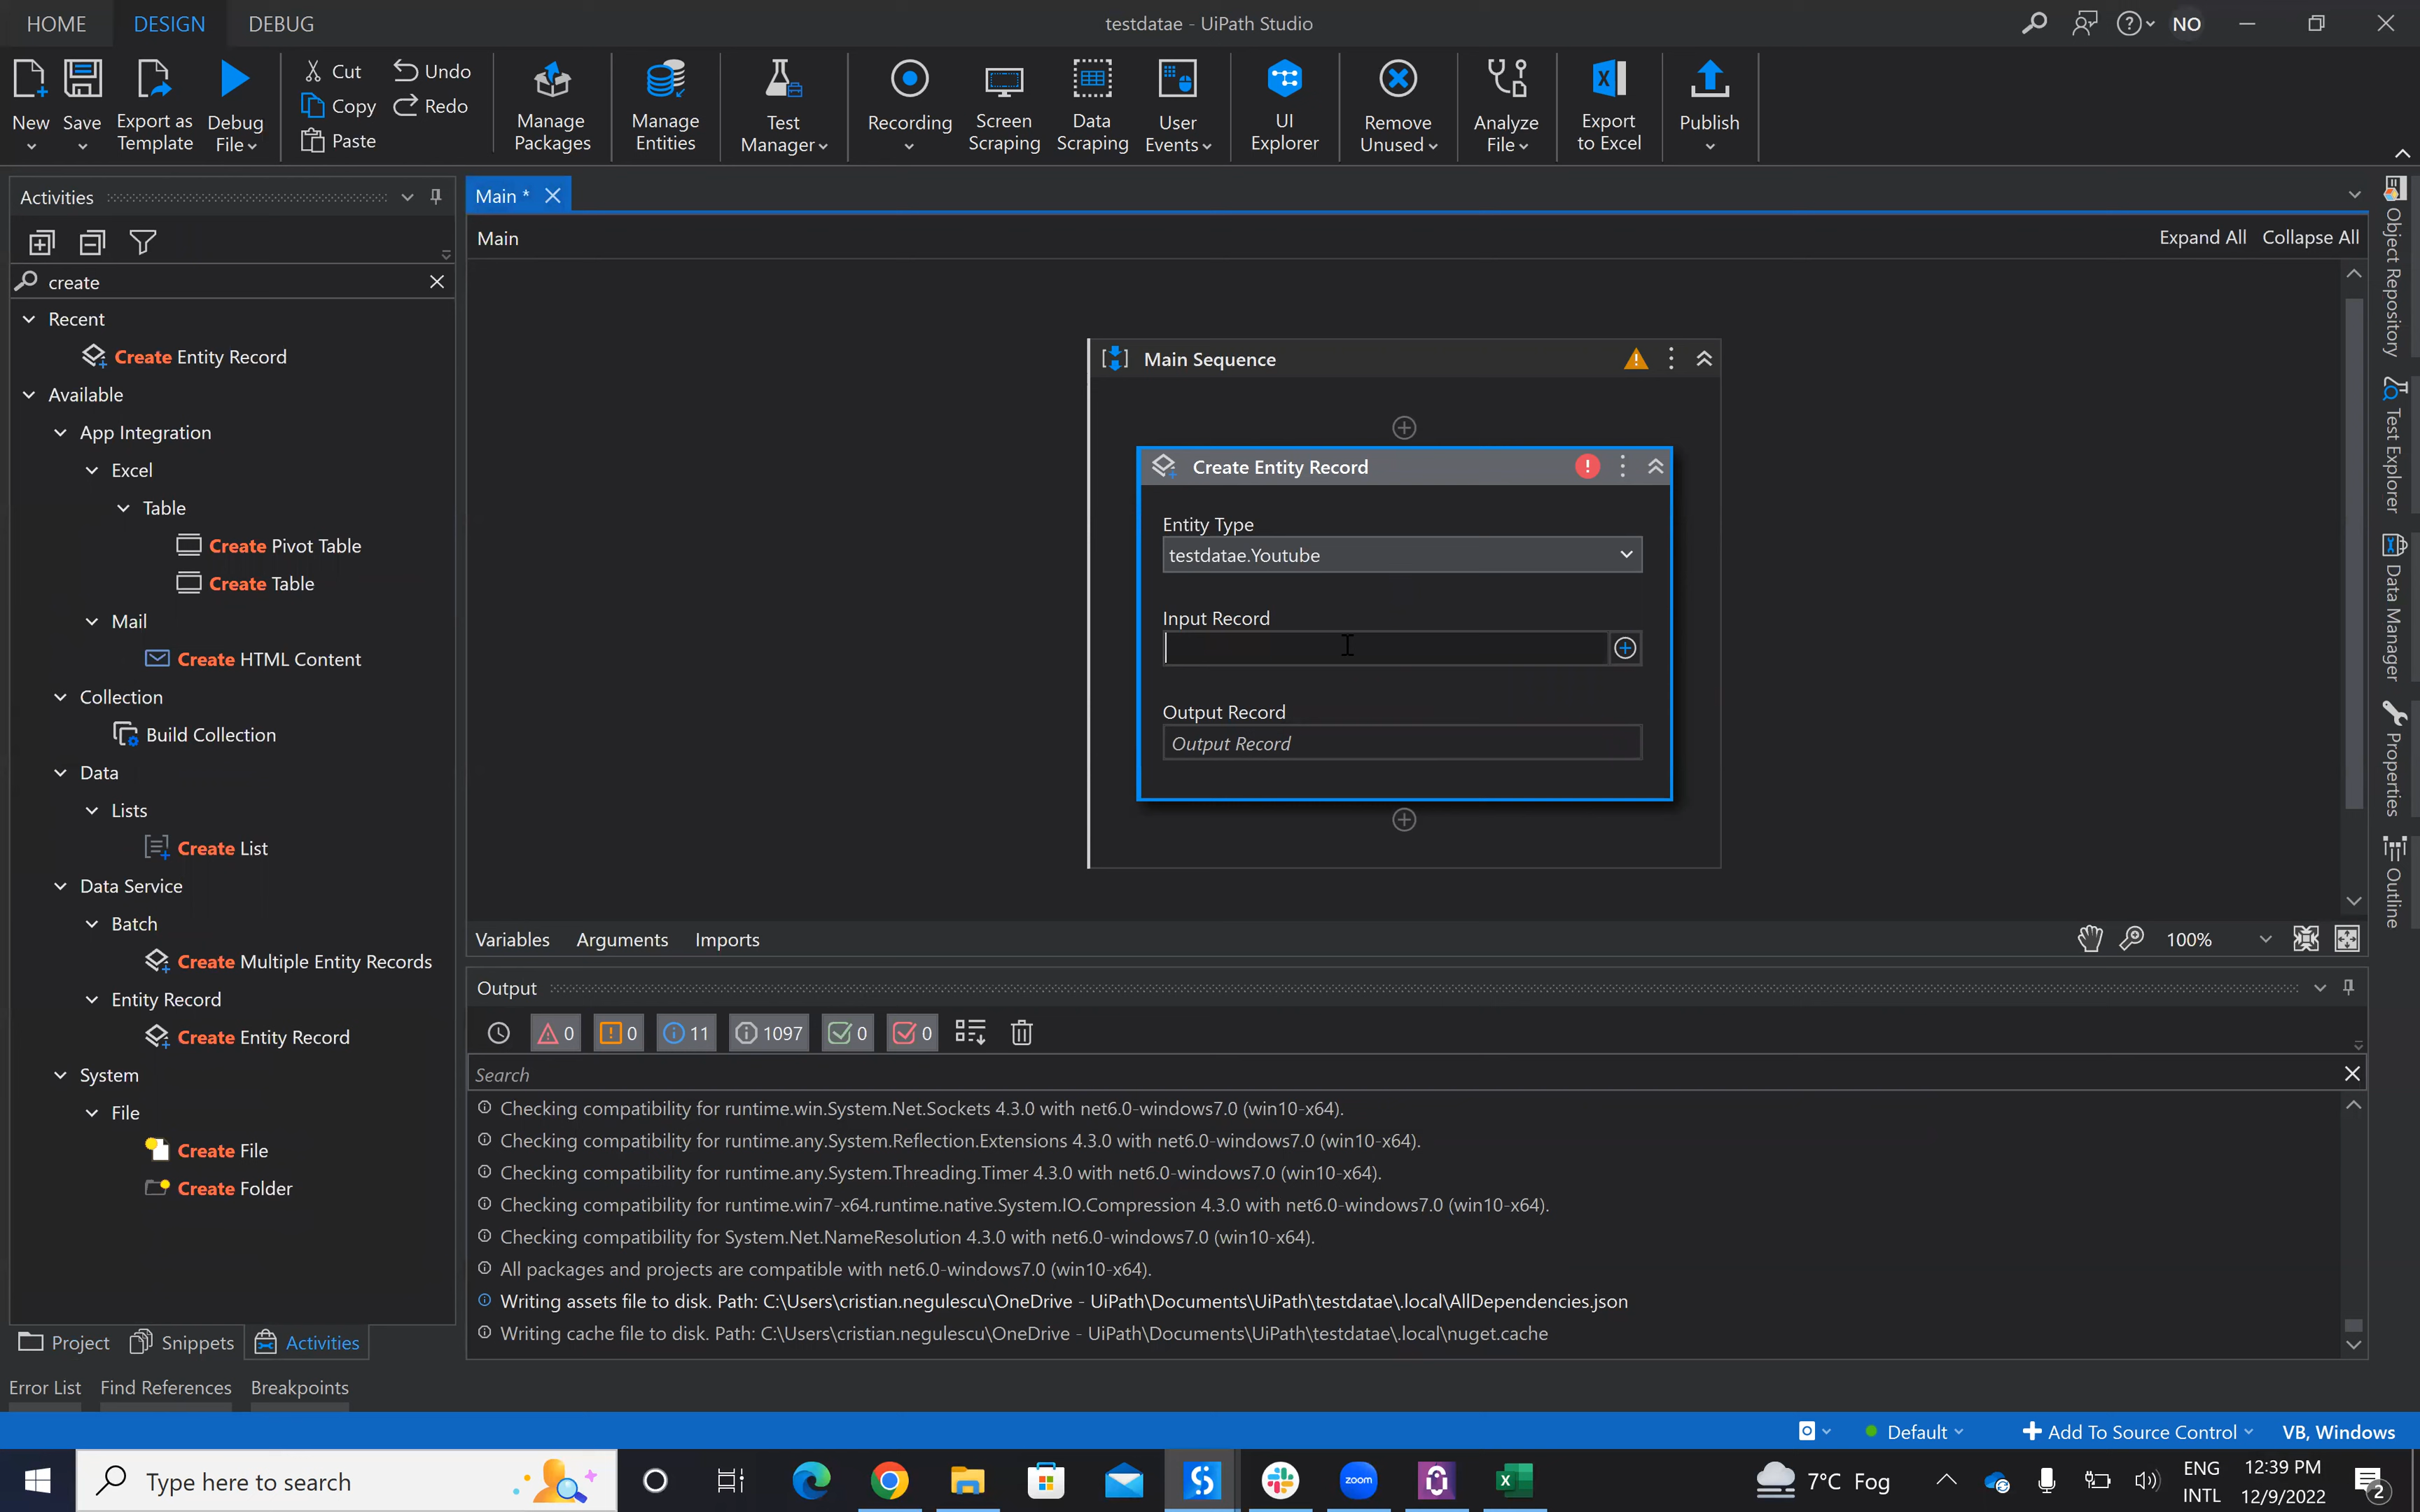 HOME DESIGN DEBUG testdatae - UiPath Studio NO
New Save Export as Template Debug File Cut Copy Paste Undo Redo Manage Packages Manage Entities Test Manager Recording Screen Scraping Data Scraping User Events UI Explorer Remove Unused Analyze File Export to Excel Publish
Activities
create
Recent
Create Entity Record
Available
App Integration
Excel
Table
Create Pivot Table
Create Table
Mail
Create HTML Content
Collection
Build Collection
Data
Lists
Create List
Data Service
Batch
Create Multiple Entity Records
Entity Record
Create Entity Record
System
File
Create File
Create Folder
Project Snippets Activities
Main *
Main Expand All Collapse All
Main Sequence
Create Entity Record
Entity Type
testdatae.Youtube
Input Record
Output Record
Output Record
Variables Arguments Imports 100%
Output
0 0 11 1097 0 0
Search
Checking compatibility for runtime.win.System.Net.Sockets 4.3.0 with net6.0-windows7.0 (win10-x64).
Checking compatibility for runtime.any.System.Reflection.Extensions 4.3.0 with net6.0-windows7.0 (win10-x64).
Checking compatibility for runtime.any.System.Threading.Timer 4.3.0 with net6.0-windows7.0 (win10-x64).
Checking compatibility for runtime.win7-x64.runtime.native.System.IO.Compression 4.3.0 with net6.0-windows7.0 (win10-x64).
Checking compatibility for System.Net.NameResolution 4.3.0 with net6.0-windows7.0 (win10-x64).
All packages and projects are compatible with net6.0-windows7.0 (win10-x64).
Writing assets file to disk. Path: C:\Users\cristian.negulescu\OneDrive - UiPath\Documents\UiPath\testdatae\.local\AllDependencies.json
Writing cache file to disk. Path: C:\Users\cristian.negulescu\OneDrive - UiPath\Documents\UiPath\testdatae\.local\nuget.cache
Object Repository
Test Explorer
Data Manager
Properties
Outline
Error List Find References Breakpoints
Default Add To Source Control VB, Windows
Type here to search zoom 7°C Fog ENG 12:39 PM
INTL 12/9/2022 2